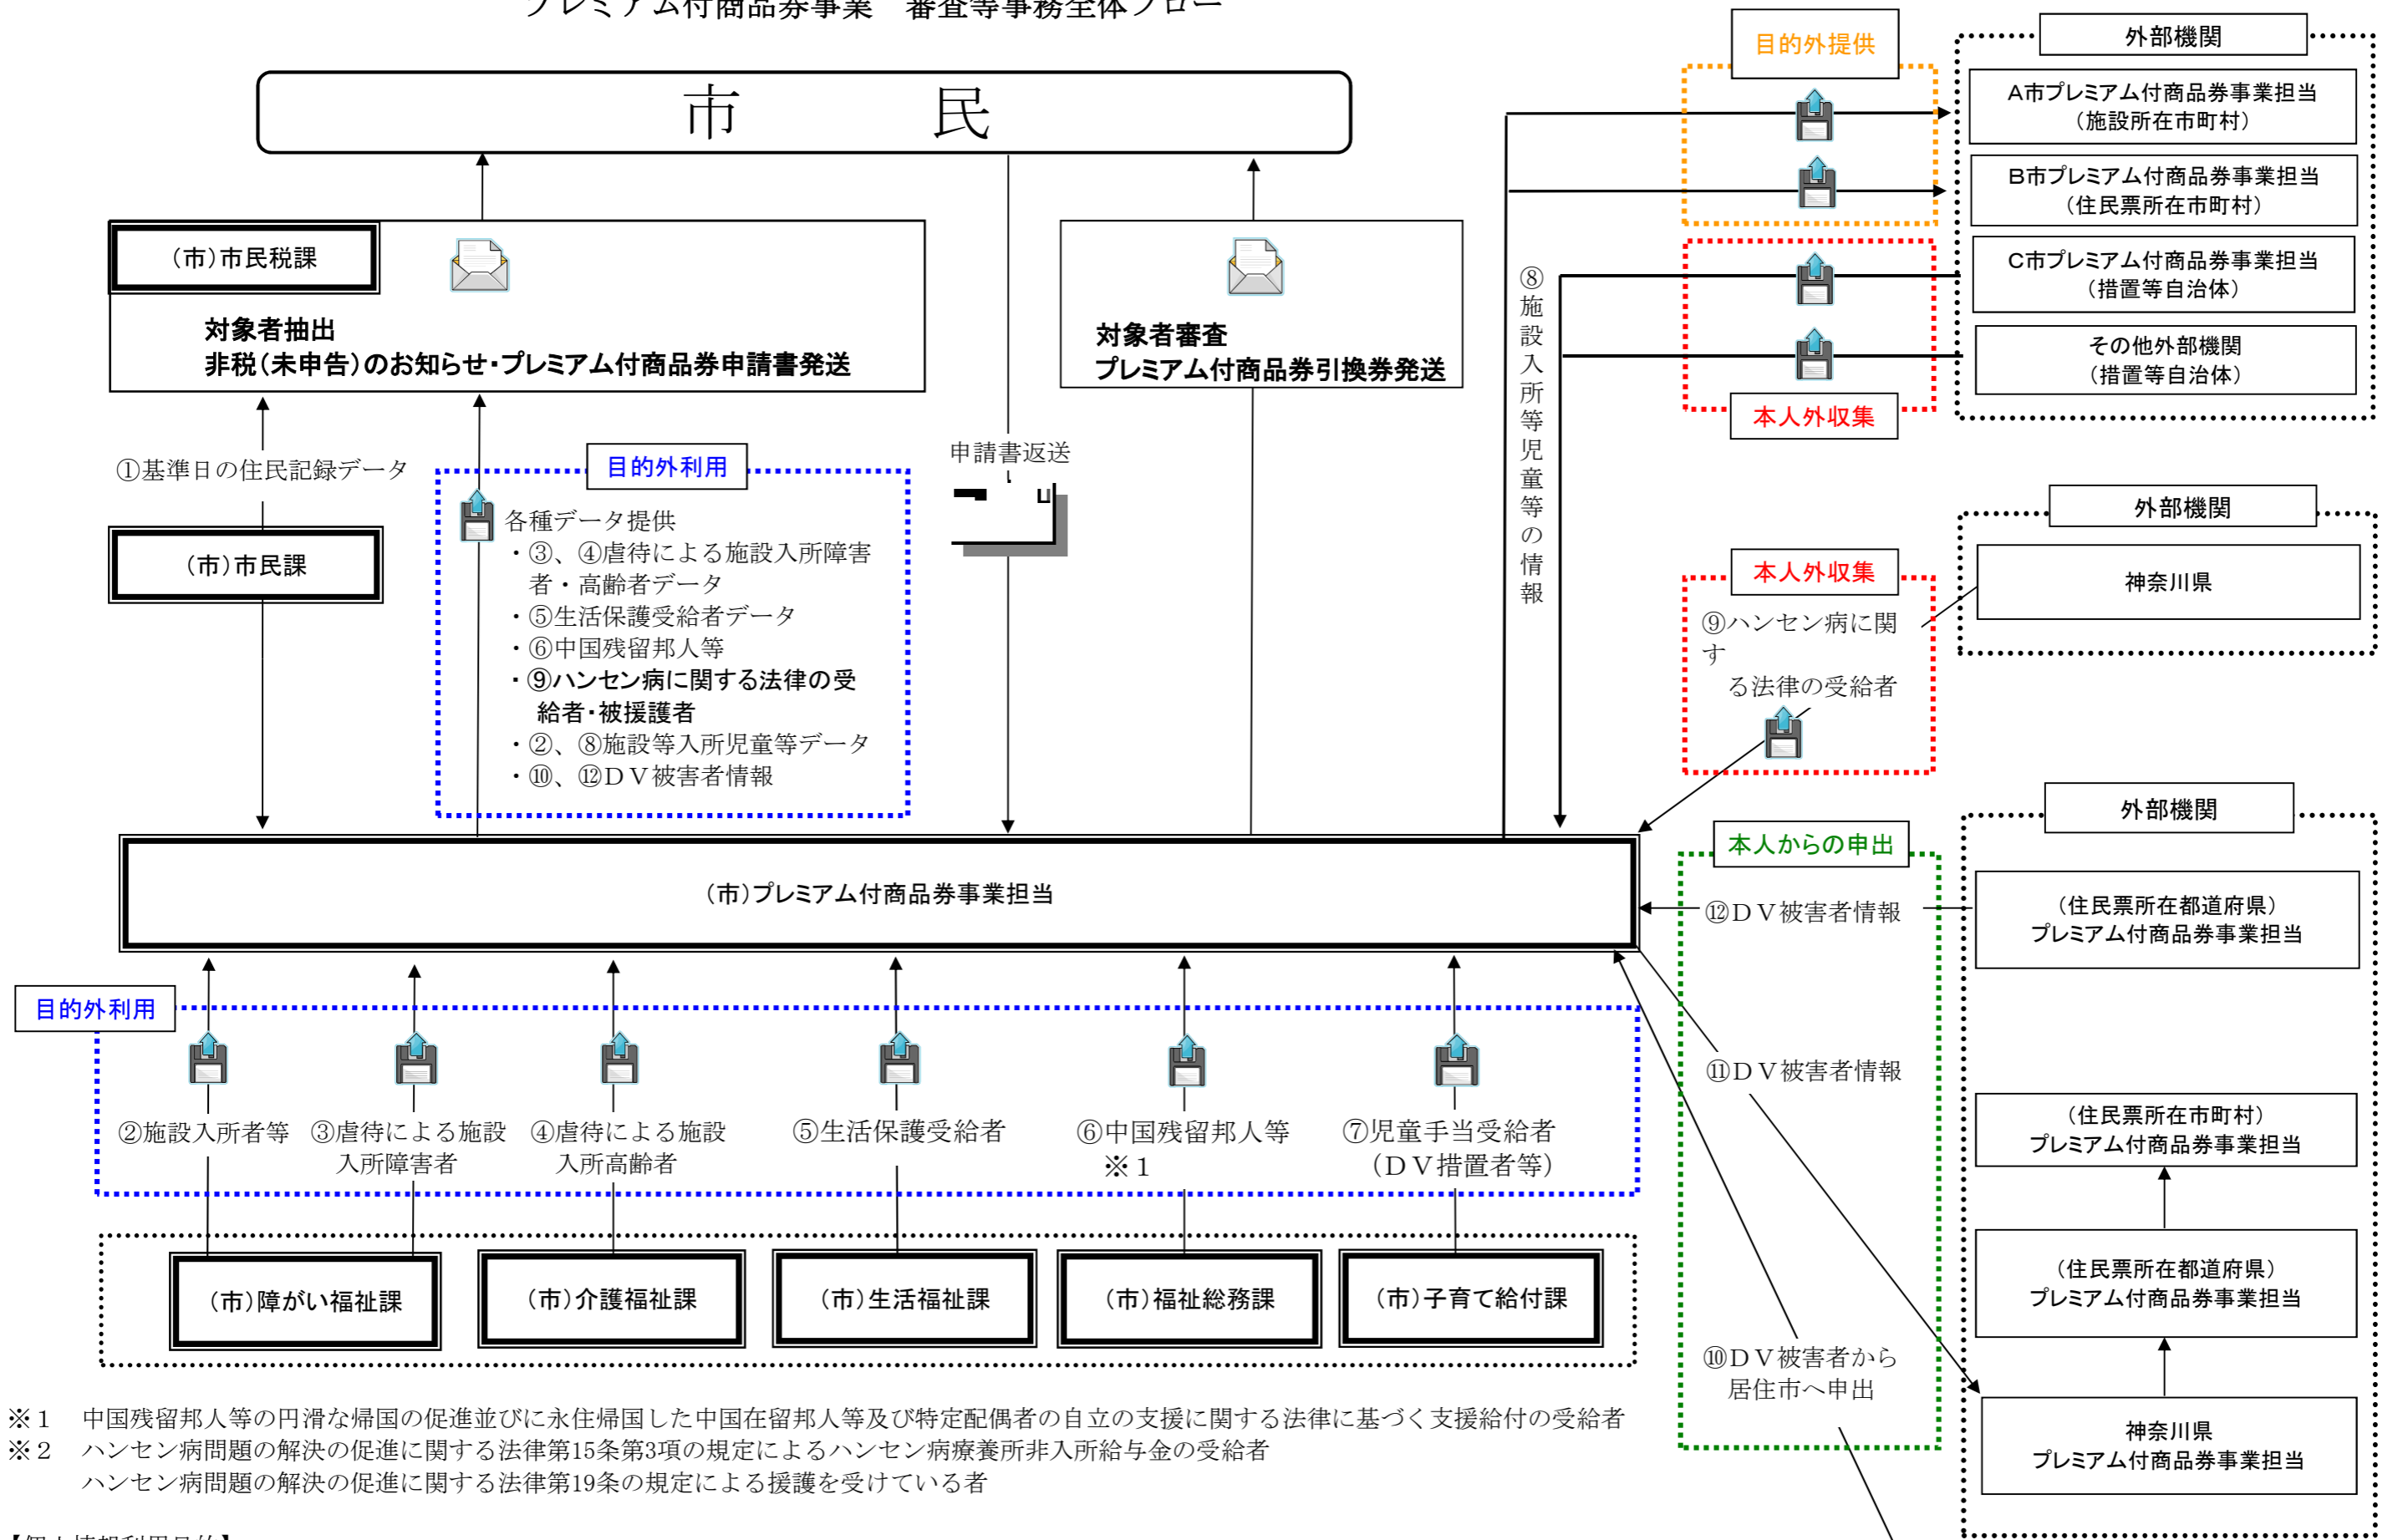 プレミアム付商品券事業　審査等事務全体フロー
市　　民
(市)市民税課
対象者抽出
非税(未申告)のお知らせ・プレミアム付商品券申請書発送
対象者審査
プレミアム付商品券引換券発送
①基準日の住民記録データ
(市)市民課
目的外利用
各種データ提供
・③、④虐待による施設入所障害
者・高齢者データ
・⑤生活保護受給者データ
・⑥中国残留邦人等
・⑨ハンセン病に関する法律の受
給者・被援護者
・②、⑧施設等入所児童等データ
・⑩、⑫ＤＶ被害者情報
申請書返送
⑧施設入所等児童等の情報
目的外提供
外部機関
A市プレミアム付商品券事業担当
(施設所在市町村)
B市プレミアム付商品券事業担当
(住民票所在市町村)
C市プレミアム付商品券事業担当
(措置等自治体)
その他外部機関
(措置等自治体)
本人外収集
外部機関
神奈川県
本人外収集
⑨ハンセン病に関
す
る法律の受給者
(市)プレミアム付商品券事業担当
本人からの申出
外部機関
⑫ＤＶ被害者情報
(住民票所在都道府県)
プレミアム付商品券事業担当
⑪ＤＶ被害者情報
(住民票所在市町村)
プレミアム付商品券事業担当
(住民票所在都道府県)
プレミアム付商品券事業担当
⑩ＤＶ被害者から
居住市へ申出
神奈川県
プレミアム付商品券事業担当
目的外利用
②施設入所者等
③虐待による施設
入所障害者
④虐待による施設
入所高齢者
⑤生活保護受給者
⑥中国残留邦人等
※１
⑦児童手当受給者
(ＤＶ措置者等)
(市)障がい福祉課
(市)介護福祉課
(市)生活福祉課
(市)福祉総務課
(市)子育て給付課
※１　中国残留邦人等の円滑な帰国の促進並びに永住帰国した中国在留邦人等及び特定配偶者の自立の支援に関する法律に基づく支援給付の受給者
※２　ハンセン病問題の解決の促進に関する法律第15条第3項の規定によるハンセン病療養所非入所給与金の受給者
ハンセン病問題の解決の促進に関する法律第19条の規定による援護を受けている者
【個人情報利用目的】